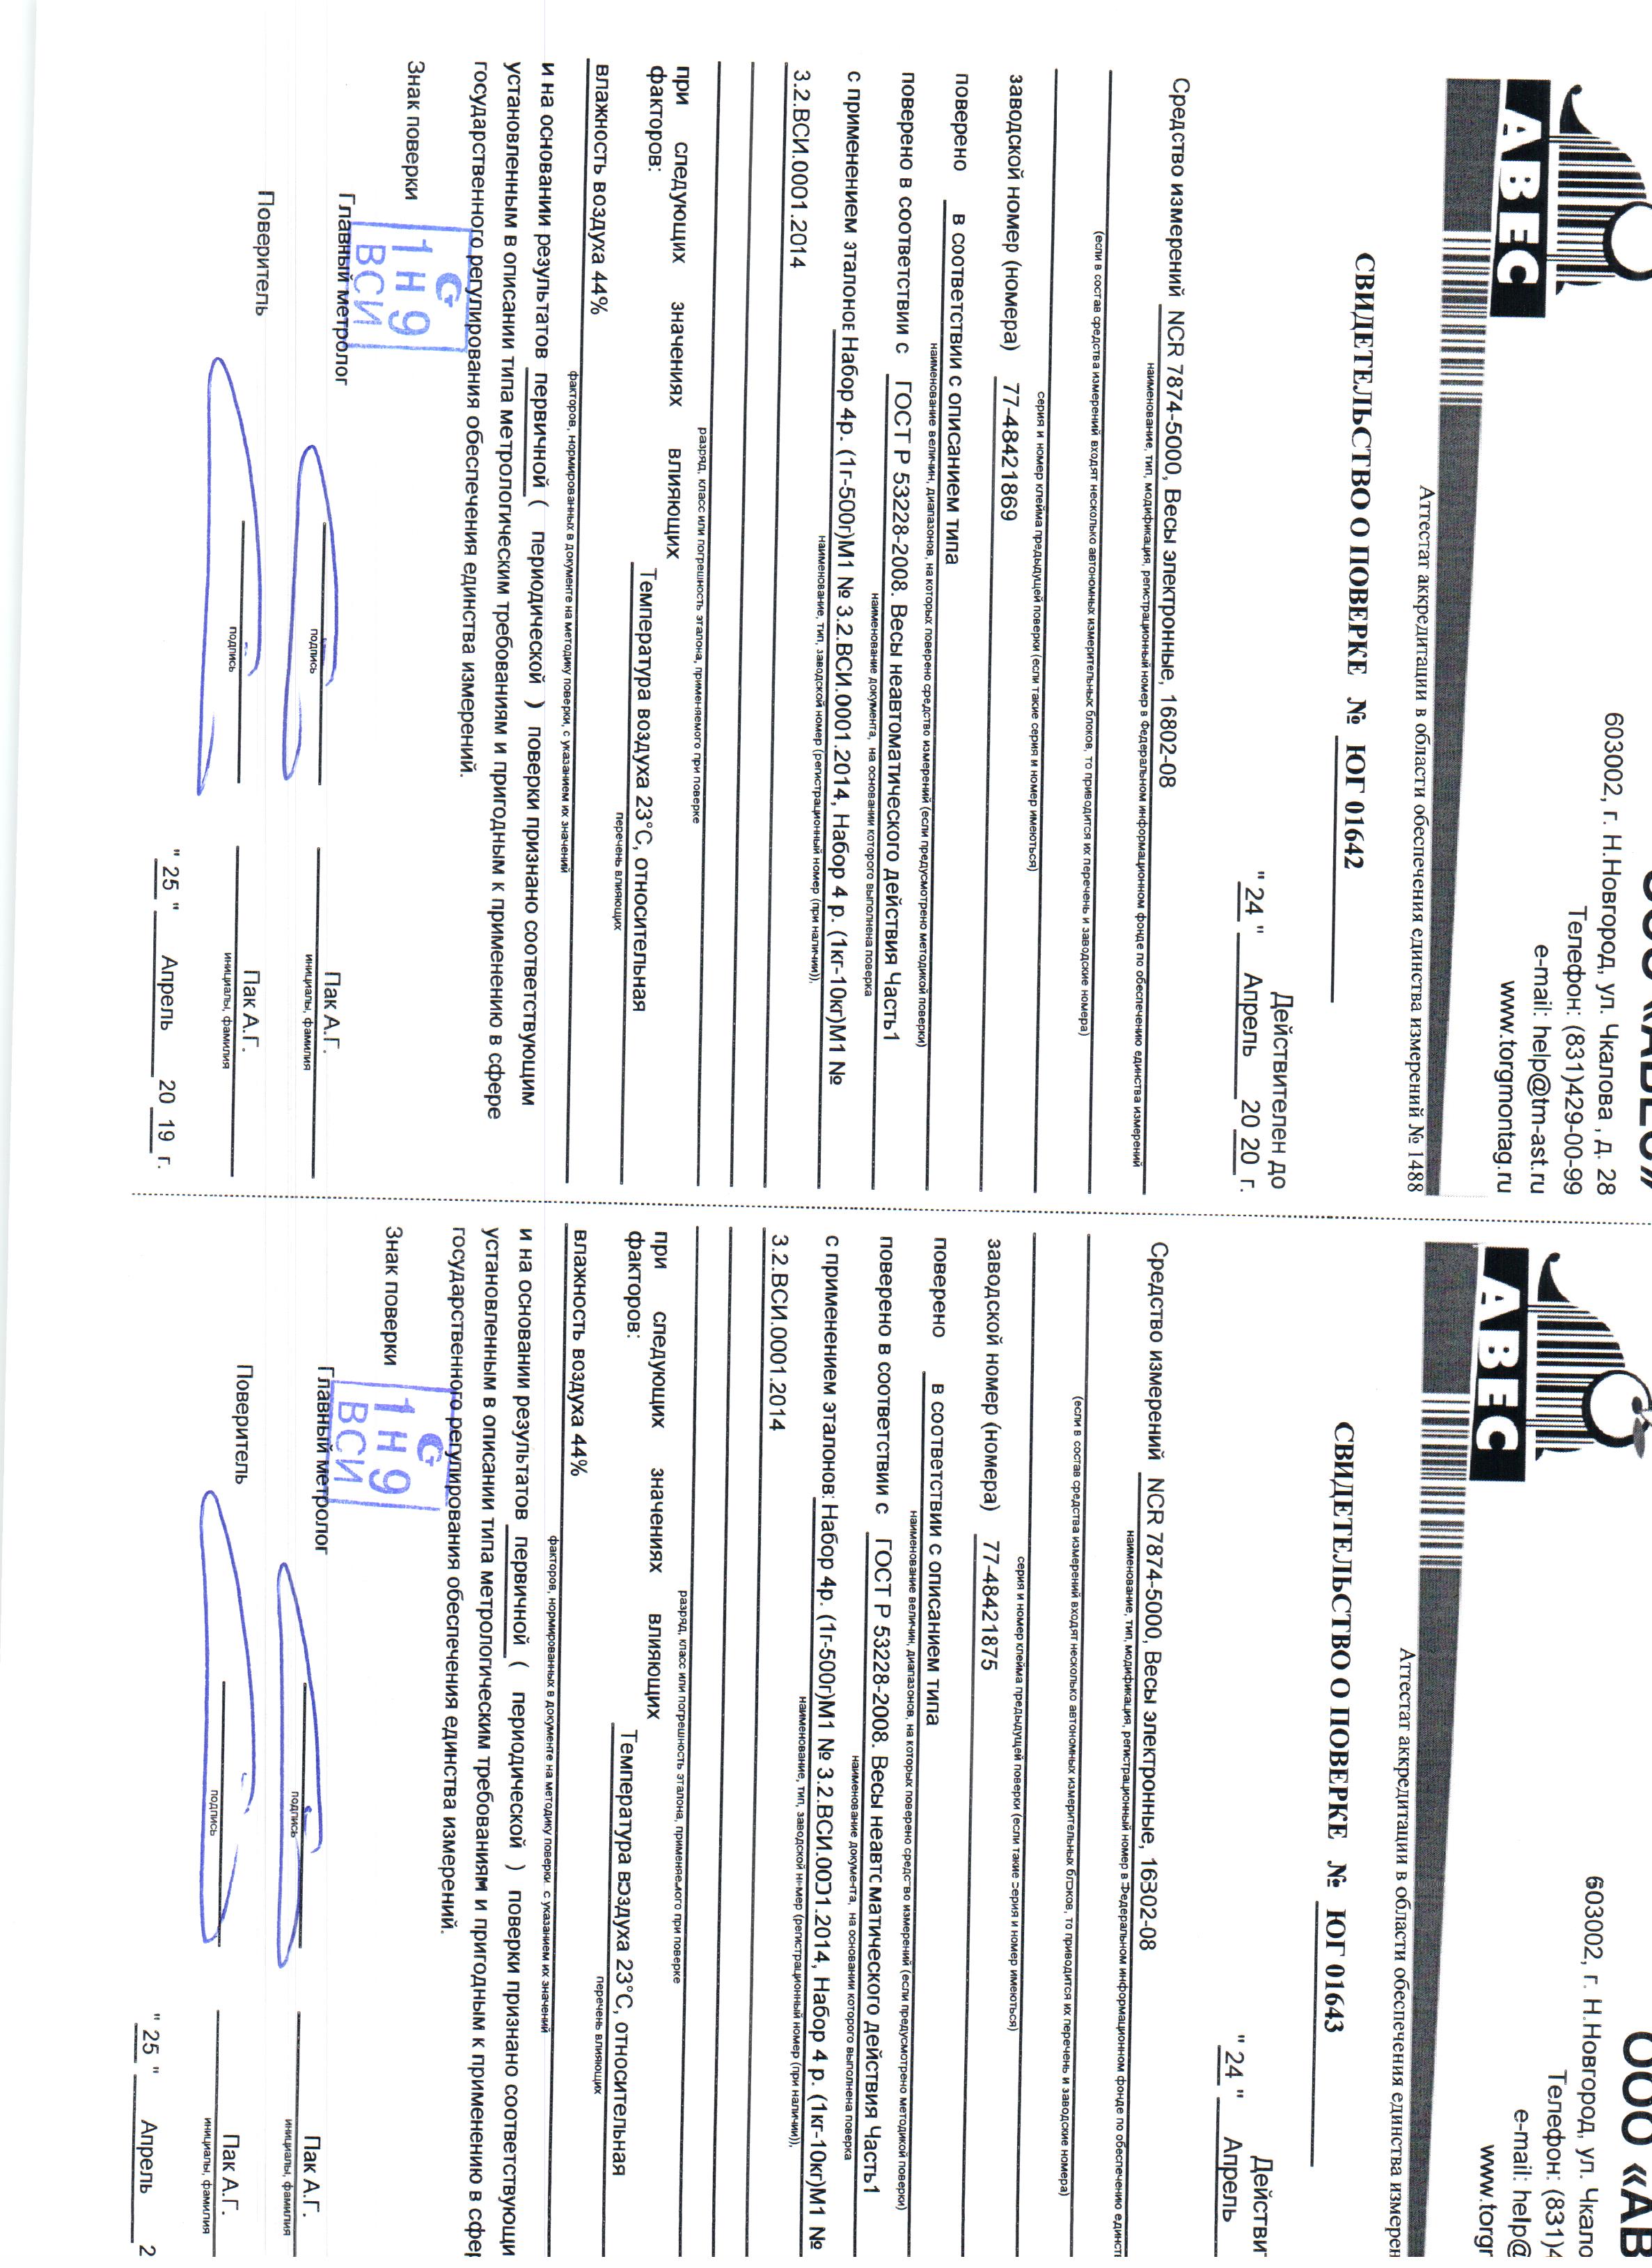 ООО «АВЕС»
603002, г. Н.Новгород, ул. Чкалова , д. 28
Телефон: (831)429-00-99
e-mail: help@tm-ast.ru
www.torgmontag.ru
АВЕС
Аттестат аккредитации в области обеспечения единства измерений № 1488
СВИДЕТЕЛЬСТВО О ПОВЕРКЕ № ЮГ 01642
Действителен до
" 24 " Апрель 20 20 г.
Средство измерений NCR 7874-5000, Весы электронные, 16802-08
наименование, тип, модификация, регистрационный номер в Федеральном информационном фонде по обеспечению единства измерений
(если в состав средства измерений входят несколько автономных измерительных блоков, то приводится их перечень и заводские номера)
серия и номер клейма предыдущей поверки (если такие серия и номер имеються)
заводской номер (номера) 77-48421869
поверено в соответствии с описанием типа
наименование величин, диапазонов, на которых поверено средство измерений (если предусмотрено методикой поверки)
поверено в соответствии с ГОСТ Р 53228-2008. Весы неавтоматического действия Часть1
наименование документа, на основании которого выполнена поверка
с применением эталонов Набор 4р. (1г-500г)М1 № 3.2.ВСИ.0001.2014, Набор 4 р. (1кг-10кг)М1 №
наименование, тип, заводской номер (регистрационный номер (при наличии)),
3.2.ВСИ.0001.2014
разряд, класс или погрешность эталона, применяемого при поверке
при следующих значениях влияющих
факторов:
Температура воздуха 23°С, относительная
перечень влияющих
влажность воздуха 44%
факторов, нормированных в документе на методику поверки, с указанием их значений
и на основании результатов первичной ( периодической ) поверки признано соответствующим
установленным в описании типа метрологическим требованиям и пригодным к применению в сфере
государственного регулирования обеспечения единства измерений.
Знак поверки
1 Н 9
ВСИ
Главный метролог
Пак А.Г.
подпись
инициалы, фамилия
Поверитель
Пак А.Г.
подпись
инициалы, фамилия
" 25 " Апрель 20 19 г.
ООО «АВ
603002, г. Н.Новгород, ул. Чкало
Телефон: (831)4
e-mail: help@
www.torgr
АВЕС
Аттестат аккредитации в области обеспечения единства измерен
СВИДЕТЕЛЬСТВО О ПОВЕРКЕ № ЮГ 01643
Действит
" 24 " Апрель
Средство измерений NCR 7874-5000, Весы электронные, 16802-08
наименование, тип, модификация, регистрационный номер в Федеральном информационном фонде по обеспечению единств
(если в состав средства измерений входят несколько автономных измерительных блоков, то приводится их перечень и заводские номера)
серия и номер клейма предыдущей поверки (если такие серия и номер имеються)
заводской номер (номера) 77-48421875
поверено в соответствии с описанием типа
наименование величин, диапазонов, на которых поверено средство измерений (если предусмотрено методикой поверки)
поверено в соответствии с ГОСТ Р 53228-2008. Весы неавтоматического действия Часть1
наименование документа, на основании которого выполнена поверка
с применением эталонов: Набор 4р. (1г-500г)М1 № 3.2.ВСИ.0001.2014, Набор 4 р. (1кг-10кг)М1 №
наименование, тип, заводской номер (регистрационный номер (при наличии)),
3.2.ВСИ.0001.2014
разряд, класс или погрешность эталона, применяемого при поверке
при следующих значениях влияющих
факторов:
Температура воздуха 23°С, относительная
перечень влияющих
влажность воздуха 44%
факторов, нормированных в документе на методику поверки с указанием их значений
и на основании результатов первичной ( периодической ) поверки признано соответствующи
установленным в описании типа метрологическим требованиям и пригодным к применению в сфер
государственного регулирования обеспечения единства измерений.
Знак поверки
1 Н 9
ВСИ
Главный метролог
Пак А.Г.
подпись
инициалы, фамилия
Поверитель
Пак А.Г.
подпись
инициалы, фамилия
" 25 " Апрель 2